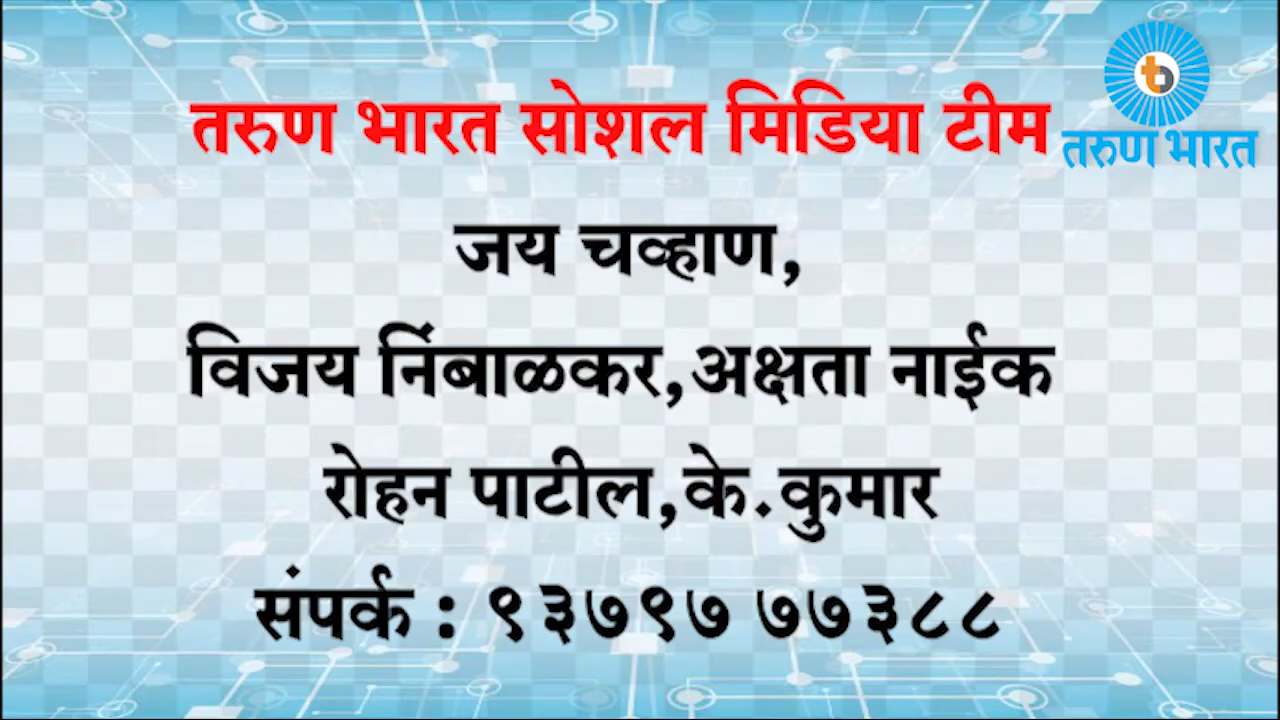 तरुण भारत सोशल मिडिया टीम
तरुण भारत
जय चव्हाण,
विजय निंबाळकर,अक्षता नाईक
रोहन पाटील,के.कुमार
संपर्क : ९३७९७ ७७३८८